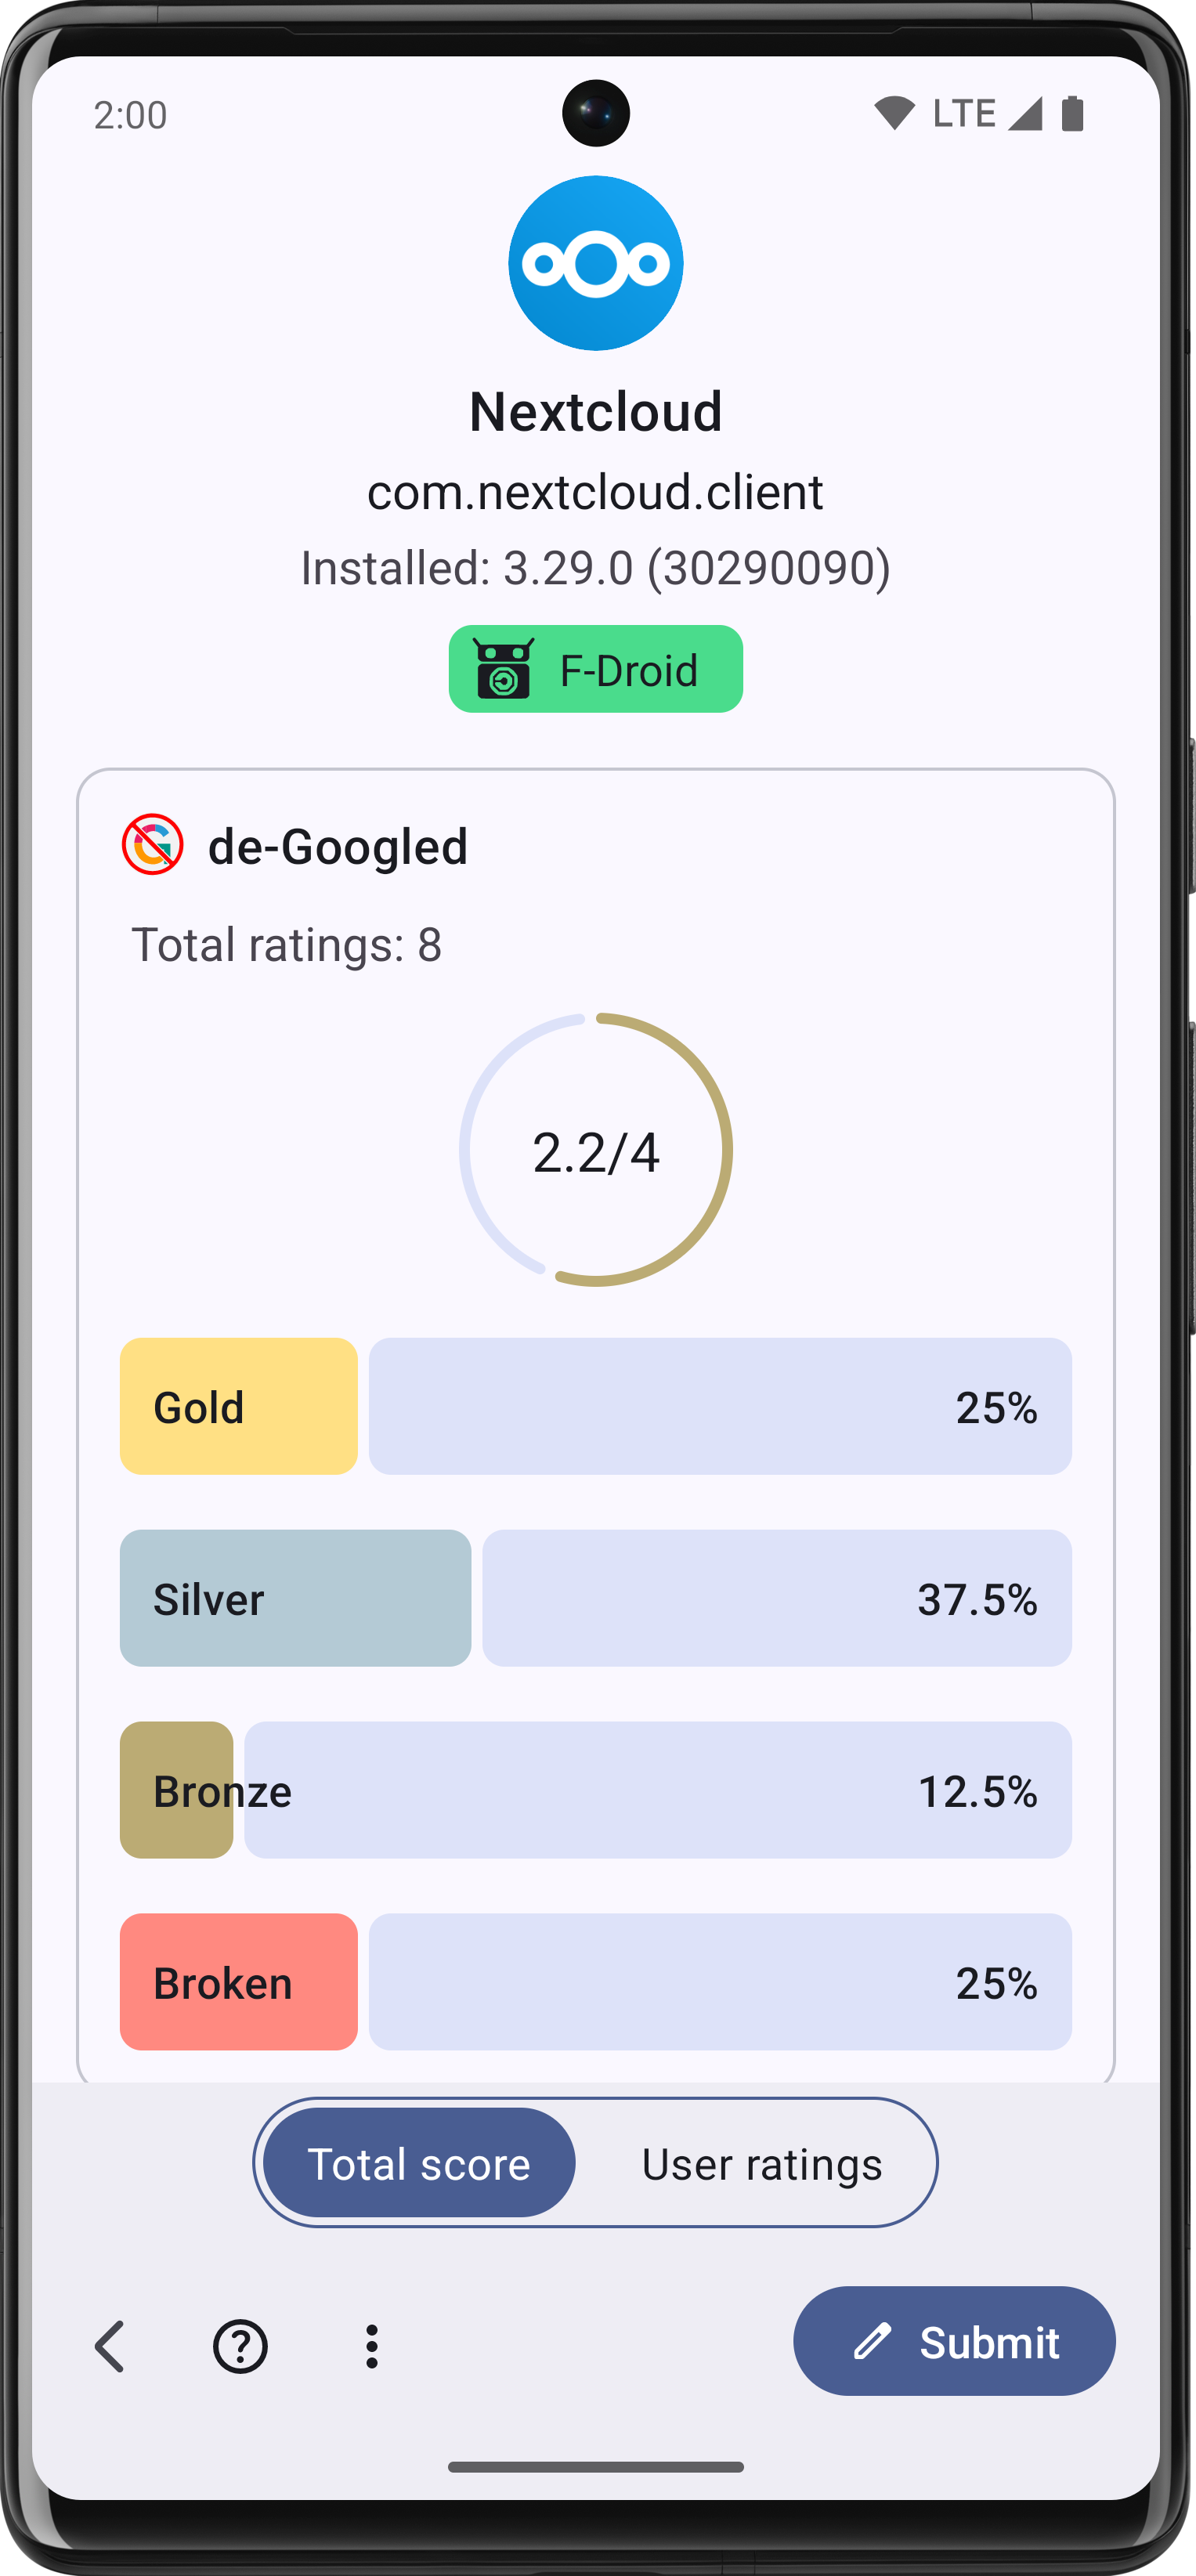 2:00
LTE
Nextcloud
com.nextcloud.client
Installed: 3.29.0 (30290090)
F-Droid
de-Googled
Total ratings: 8
2.2/4
Gold 25%
Silver 37.5%
Bronze 12.5%
Broken 25%
Total score User ratings
Submit